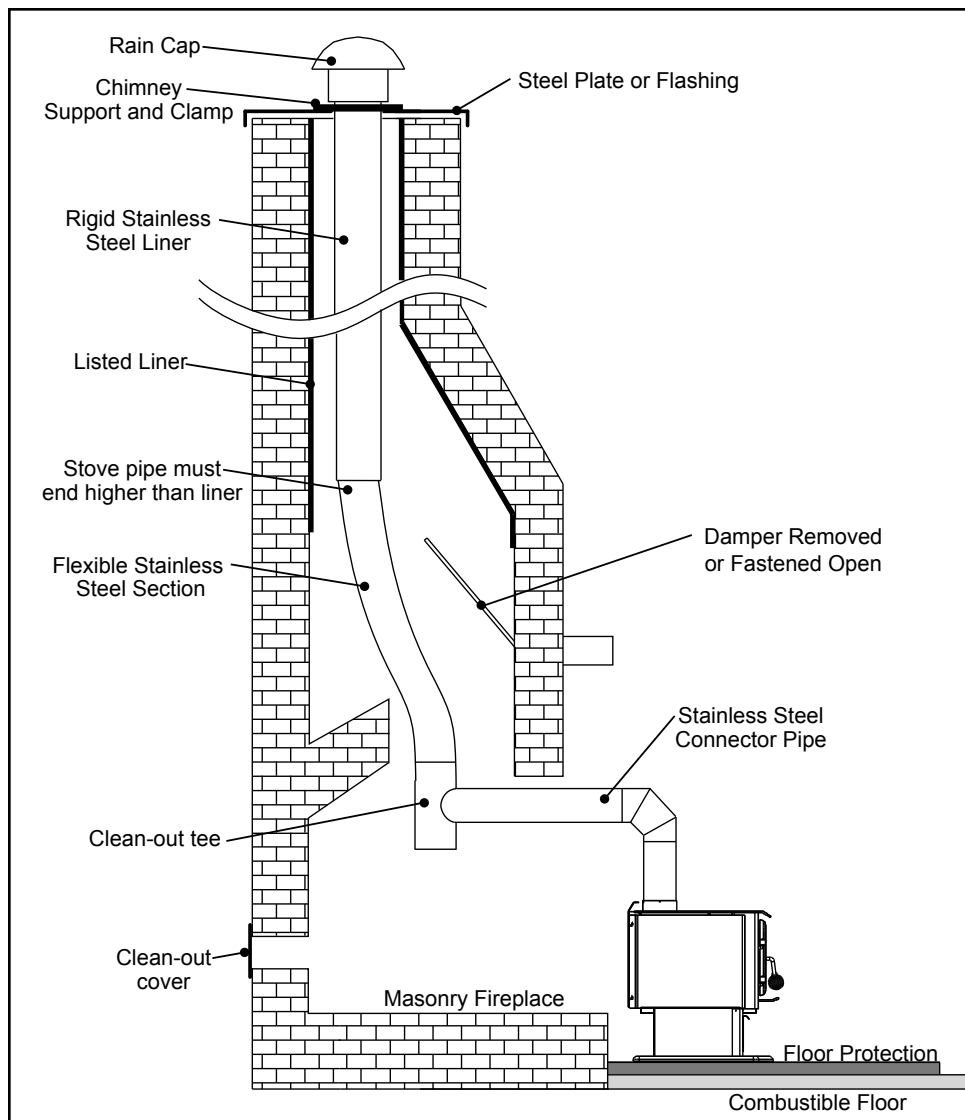 Rain Cap
Chimney
Support and Clamp
Steel Plate or Flashing
Rigid Stainless
Steel Liner
Listed Liner
Stove pipe must
end higher than liner
Flexible Stainless
Steel Section
Damper Removed
or Fastened Open
Stainless Steel
Connector Pipe
Clean-out tee
Clean-out
cover
Masonry Fireplace
Floor Protection
Combustible Floor